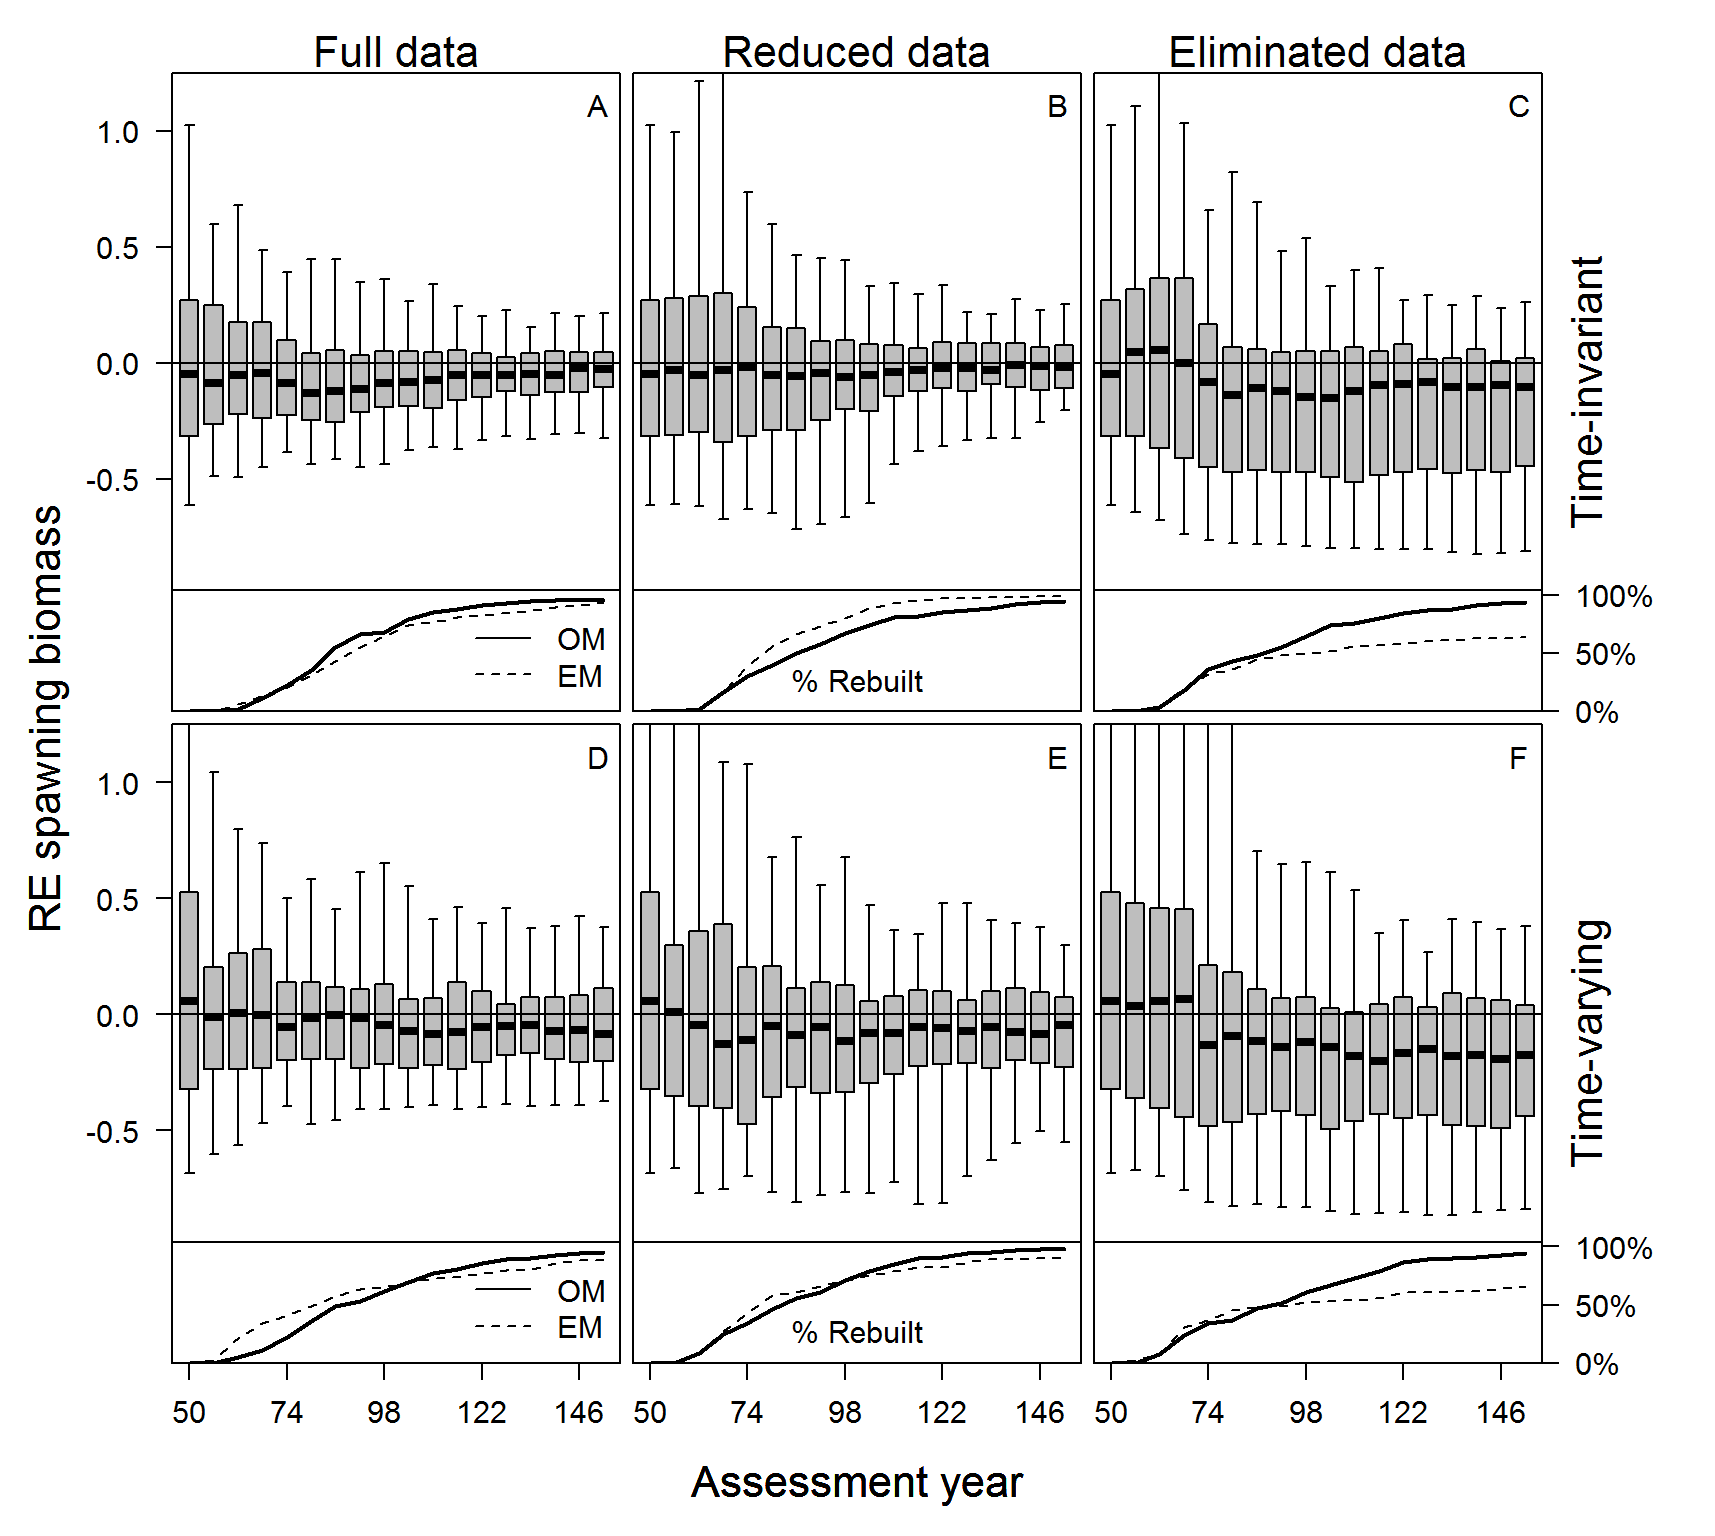 Full data
Reduced data
Eliminated data
A
B
C
1.0
0.5
0.0
-0.5
Time-invariant
OM
EM
% Rebuilt
100%
50%
0%
RE spawning biomass
D
E
F
1.0
0.5
0.0
-0.5
Time-varying
OM
EM
% Rebuilt
100%
50%
0%
50 74 98 122 146
50 74 98 122 146
50 74 98 122 146
Assessment year